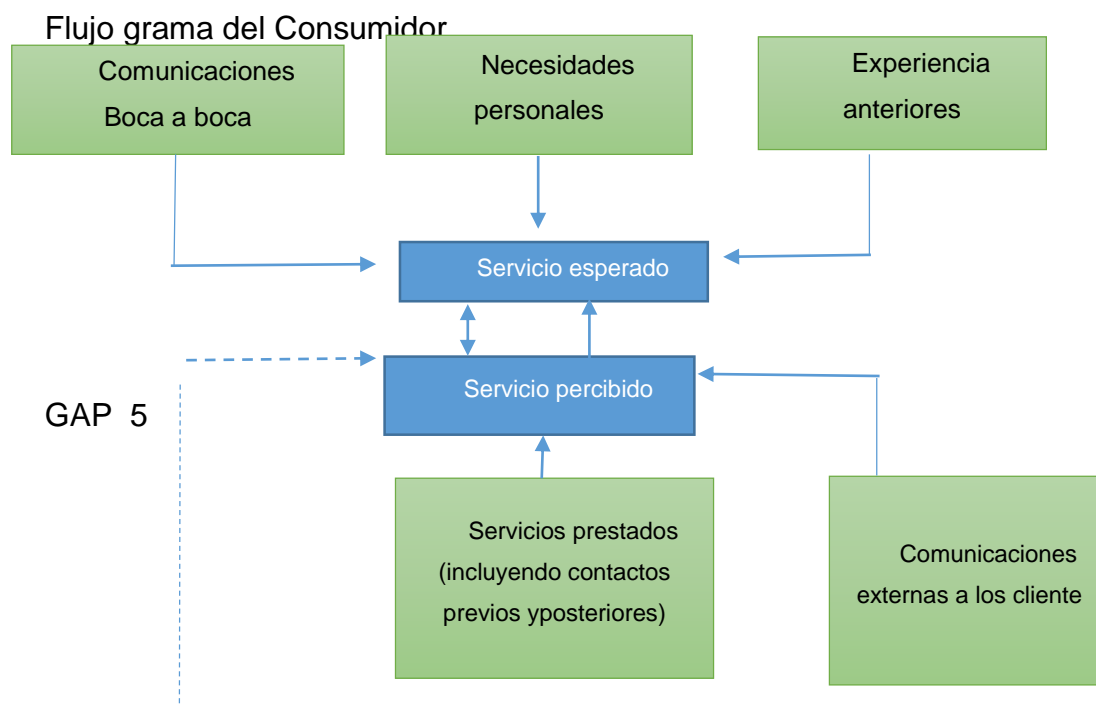 Flujo grama del Consumidor
Comunicaciones
Boca a boca
Necesidades
personales
Experiencia
anteriores
Servicio esperado
Servicio percibido
GAP 5
Servicios prestados
(incluyendo contactos
previos yposteriores)
Comunicaciones
externas a los cliente